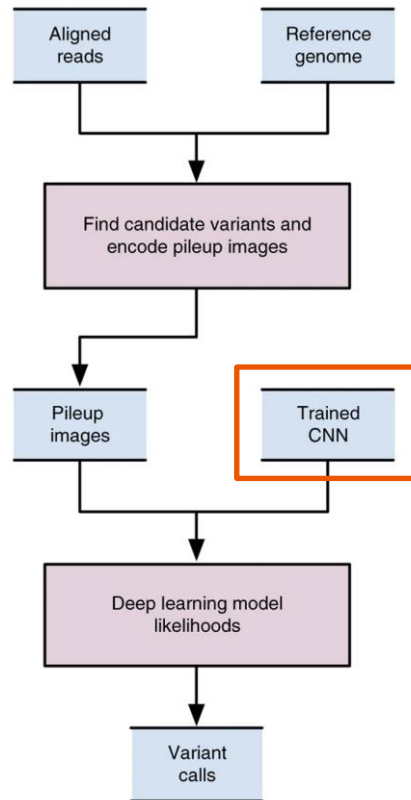 Aligned
reads
Reference
genome
Find candidate variants and
encode pileup images
Pileup
images
Trained
CNN
Deep learning model
likelihoods
Variant
calls